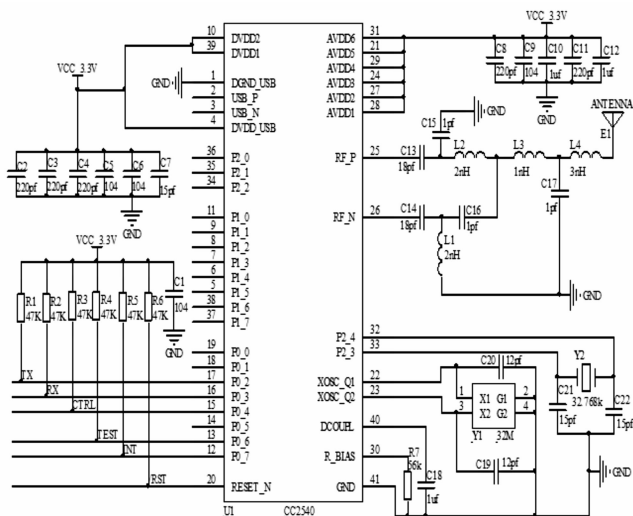 VCC_3.3V
10 DVDD2
39 DVDD1
GND
1 DGND_USB
2 USB_P
3 USB_N
4 DVDD_USB
36 P2_0
35 P2_1
34 P2_2
11 P1_0
9 P1_1
8 P1_2
7 P1_3
6 P1_4
5 P1_5
38 P1_6
37 P1_7
19 P0_0
18 P0_1
17 P0_2
16 P0_3
15 P0_4
14 P0_5
13 P0_6
12 P0_7
20 RESET_N
U1 CC2540
AVDD6 31
AVDD5 21
AVDD4 29
AVDD3 24
AVDD2 27
AVDD1 28
RF_P 25
RF_N 26
P2_4 32
P2_3 33
XOSC_Q1 22
XOSC_Q2 23
DCOUHL 40
R_BIAS 30
GND 41
C2 220pf
C3 220pf
C4 220pf
C5 104
C6 104
C7 15pf
GND
VCC_3.3V
R1 47K
R2 47K
R3 47K
R4 47K
R5 47K
R6 47K
C1 104
GND
TX
RX
CTRL
TEST
INT
RST
VCC_3.3V
C8 220pf
C9 104
C10 1uf
C11 220pf
C12 1uf
GND
ANTENNA
E1
C15 1pf
GND
C13 18pf
L2 2nH
L3 1nH
L4 3nH
C17 1pf
C14 18pf
C16 1pf
L1 2nH
GND
C20 12pf
1 X1 G1 2
3 X2 G2 4
Y1 32M
C19 12pf
R7 56k
C18 1uf
Y2
32.768k
C21 15pf
C22 15pf
GND